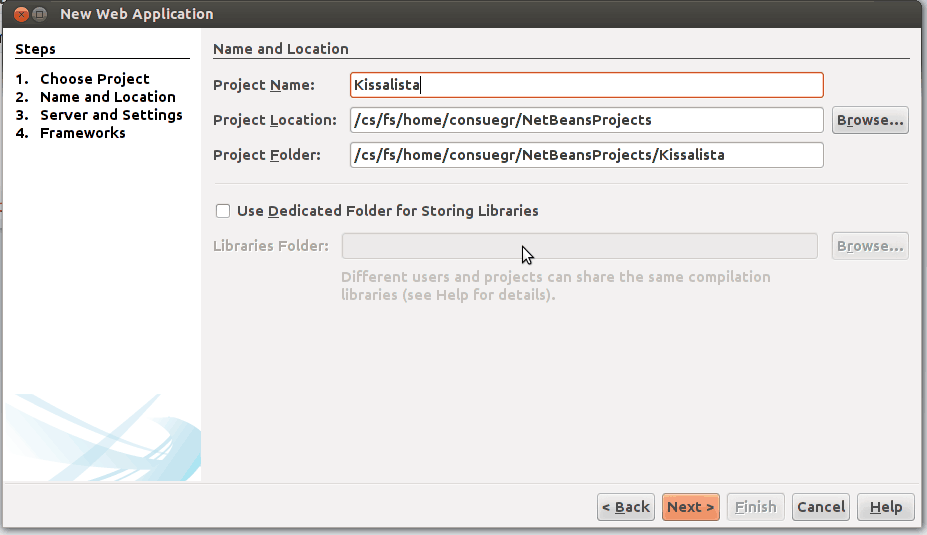 New Web Application
Steps
1. Choose Project
2. Name and Location
3. Server and Settings
4. Frameworks
Name and Location
Project Name: Kissalista
Project Location: /cs/fs/home/consuegr/NetBeansProjects Browse...
Project Folder: /cs/fs/home/consuegr/NetBeansProjects/Kissalista
Use Dedicated Folder for Storing Libraries
Libraries Folder: Browse...
Different users and projects can share the same compilation
libraries (see Help for details).
< Back Next > Finish Cancel Help